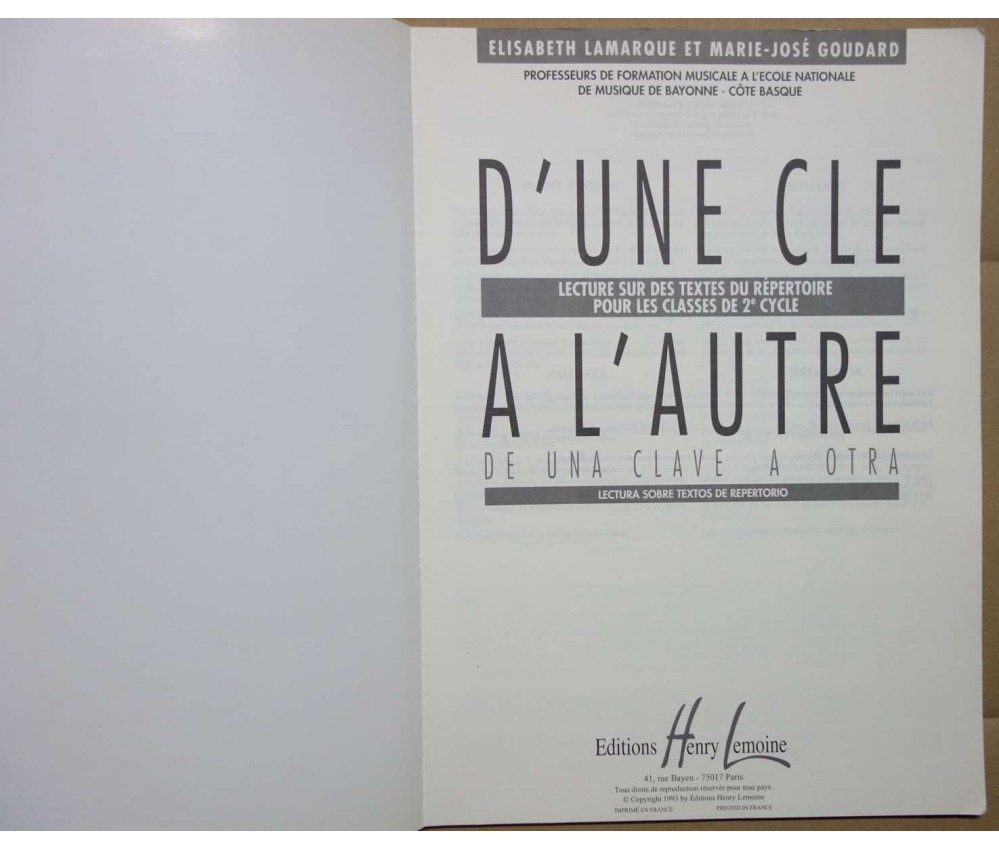 ELISABETH LAMARQUE ET MARIE-JOSÉ GOUDARD
PROFESSEURS DE FORMATION MUSICALE A L'ECOLE NATIONALE
DE MUSIQUE DE BAYONNE - CÔTE BASQUE
D'UNE CLE
LECTURE SUR DES TEXTES DU RÉPERTOIRE
POUR LES CLASSES DE 2e CYCLE
A L'AUTRE
DE UNA CLAVE A OTRA
LECTURA SOBRE TEXTOS DE REPERTORIO
Editions Henry Lemoine
41, rue Bayen - 75017 Paris
Tous droits de reproduction réservés pour tous pays.
© Copyright 1993 by Editions Henry Lemoine
IMPRIMÉ EN FRANCE PRINTED IN FRANCE